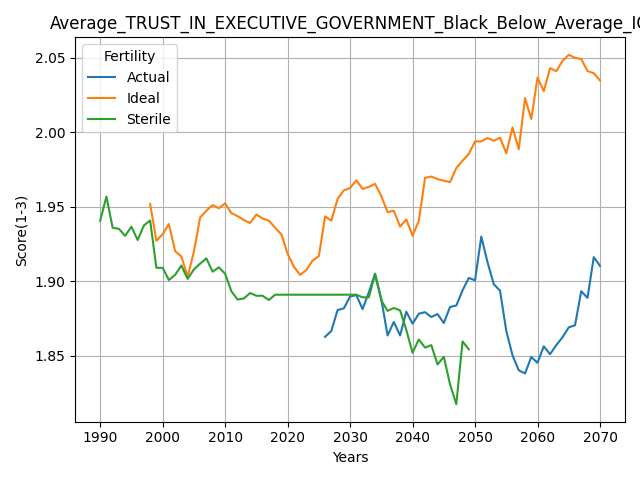 Average_TRUST_IN_EXECUTIVE_GOVERNMENT_Black_Below_Average_IQ
Fertility
Actual
Ideal
Sterile
Score(1-3)
2.05
2.00
1.95
1.90
1.85
1990 2000 2010 2020 2030 2040 2050 2060 2070
Years